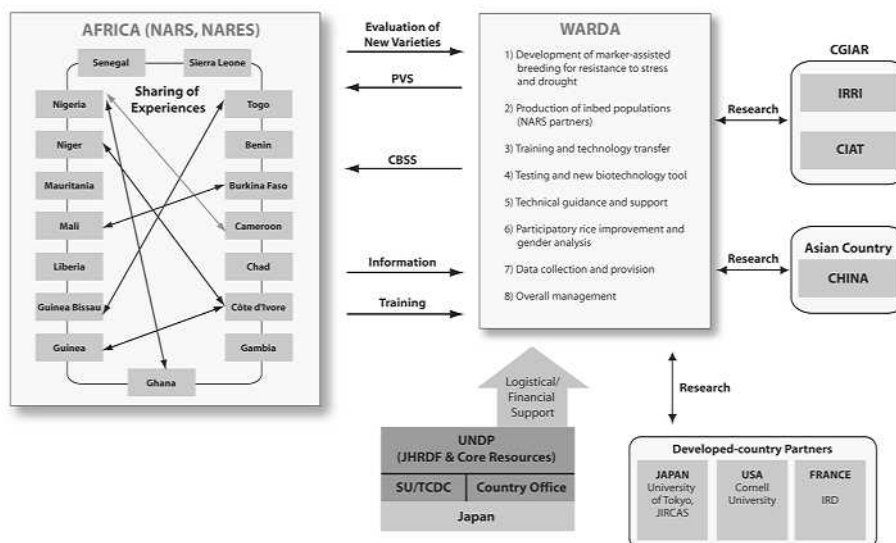 AFRICA (NARS, NARES)
Senegal
Sierra Leone
Sharing of
Experiences
Nigeria
Togo
Niger
Benin
Mauritania
Burkina Faso
Mali
Cameroon
Liberia
Chad
Guinea Bissau
Côte d'Ivore
Guinea
Gambia
Ghana
Evaluation of
New Varieties
PVS
CBSS
Information
Training
WARDA
1) Development of marker-assisted
breeding for resistance to stress
and drought
2) Production of inbed populations
(NARS partners)
3) Training and technology transfer
4) Testing and new biotechnology tool
5) Technical guidance and support
6) Participatory rice improvement and
gender analysis
7) Data collection and provision
8) Overall management
Research
CGIAR
IRRI
CIAT
Research
Asian Country
CHINA
Logistical/
Financial
Support
UNDP
(JHRDF & Core Resources)
SU/TCDC
Country Office
Japan
Research
Developed-country Partners
JAPAN
University
of Tokyo,
JIRCAS
USA
Cornell
University
FRANCE
IRD